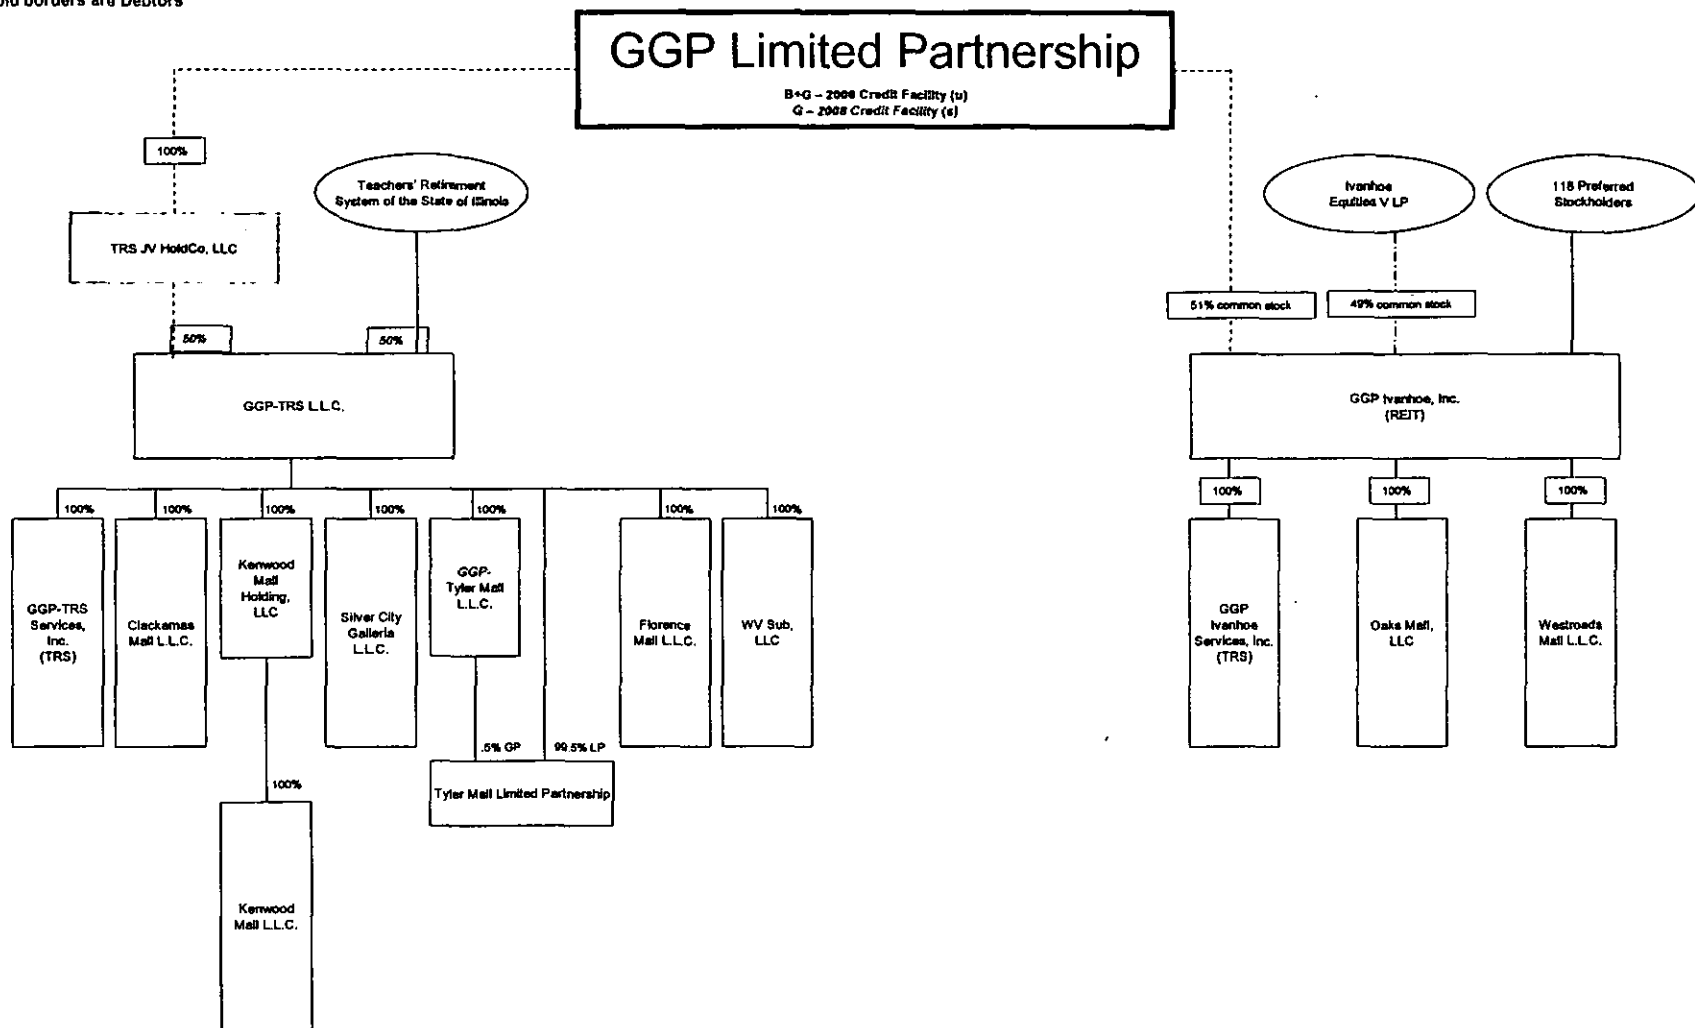 borders are Debtors
GGP Limited Partnership
B+G – 2006 Credit Facility (u)
G – 2008 Credit Facility (s)
100%
Teachers' Retirement
System of the State of Illinois
Ivanhoe
Equities V LP
118 Preferred
Stockholders
TRS JV HoldCo, LLC
51% common stock
49% common stock
50%
50%
GGP-TRS L.L.C.
GGP Ivanhoe, Inc.
(REIT)
100%
100%
100%
100%
100%
100%
100%
100%
100%
100%
GGP-TRS
Services,
Inc.
(TRS)
Clackamas
Mall L.L.C.
Kenwood
Mall
Holding,
LLC
Silver City
Galleria
L.L.C.
GGP-
Tyler Mall
L.L.C.
Florence
Mall L.L.C.
WV Sub,
LLC
GGP
Ivanhoe
Services, Inc.
(TRS)
Oaks Mall,
LLC
Westroads
Mall L.L.C.
.5% GP
99.5% LP
100%
Tyler Mall Limited Partnership
Kenwood
Mall L.L.C.